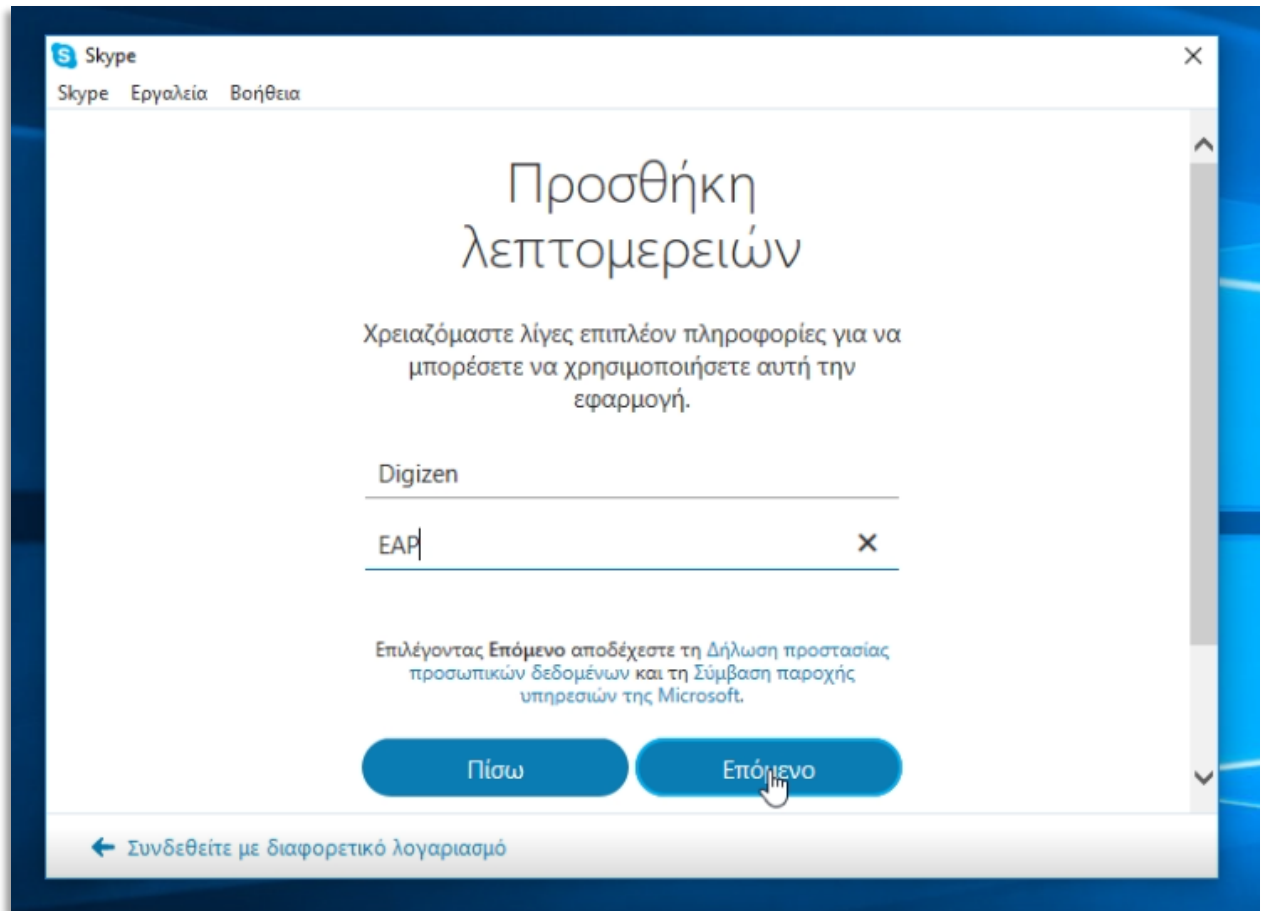 Skype
Skype Εργαλεία Βοήθεια
Προσθήκη
λεπτομερειών
Χρειαζόμαστε λίγες επιπλέον πληροφορίες για να
μπορέσετε να χρησιμοποιήσετε αυτή την
εφαρμογή.
Digizen
EAP
Επιλέγοντας Επόμενο αποδέχεστε τη Δήλωση προστασίας
προσωπικών δεδομένων και τη Σύμβαση παροχής
υπηρεσιών της Microsoft.
Πίσω Επόμενο
Συνδεθείτε με διαφορετικό λογαριασμό